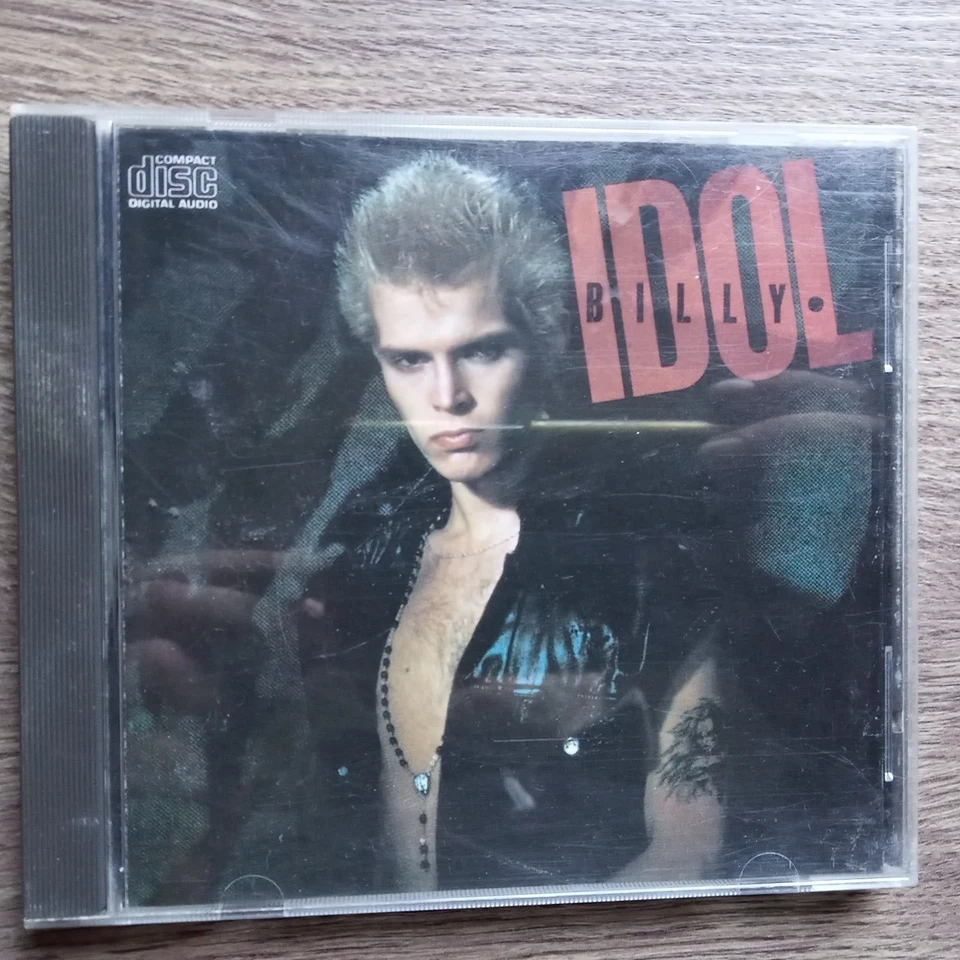 COMPACT
disc
DIGITAL AUDIO
IDOL
BILLY.